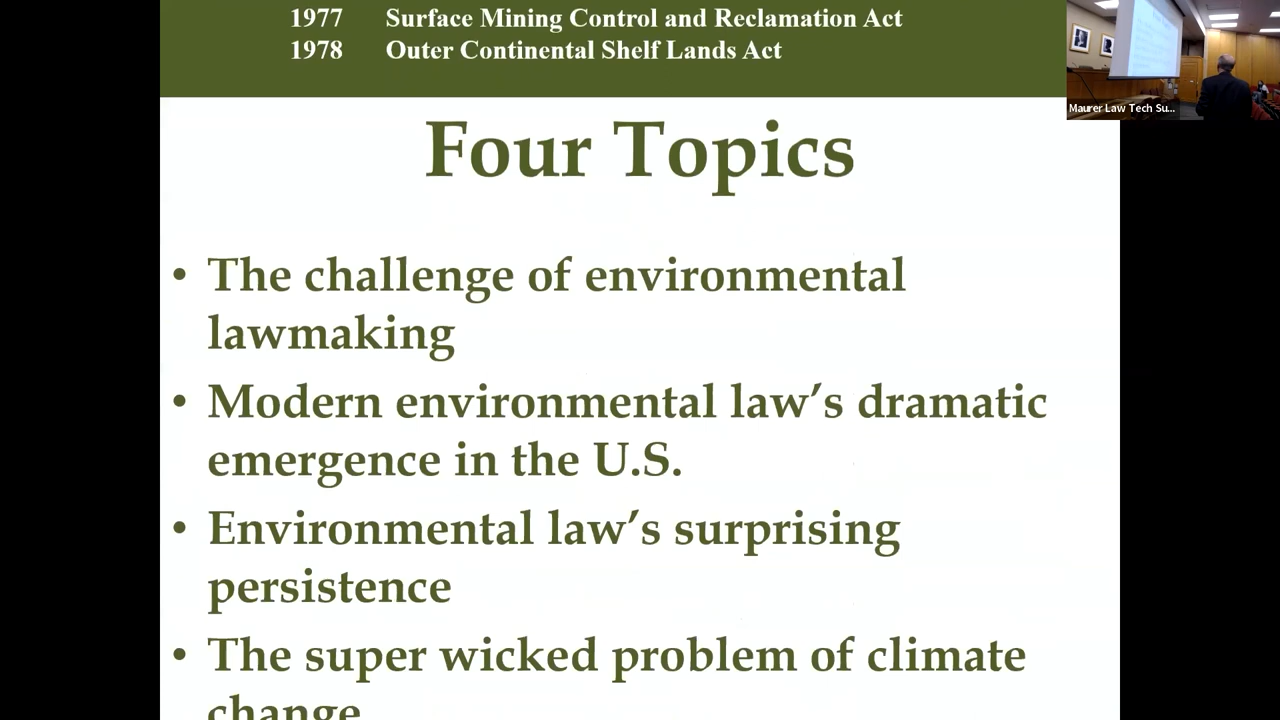 1977 Surface Mining Control and Reclamation Act
1978 Outer Continental Shelf Lands Act
Maurer Law Tech Su...
Four Topics
• The challenge of environmental
lawmaking
• Modern environmental law’s dramatic
emergence in the U.S.
• Environmental law’s surprising
persistence
• The super wicked problem of climate
change